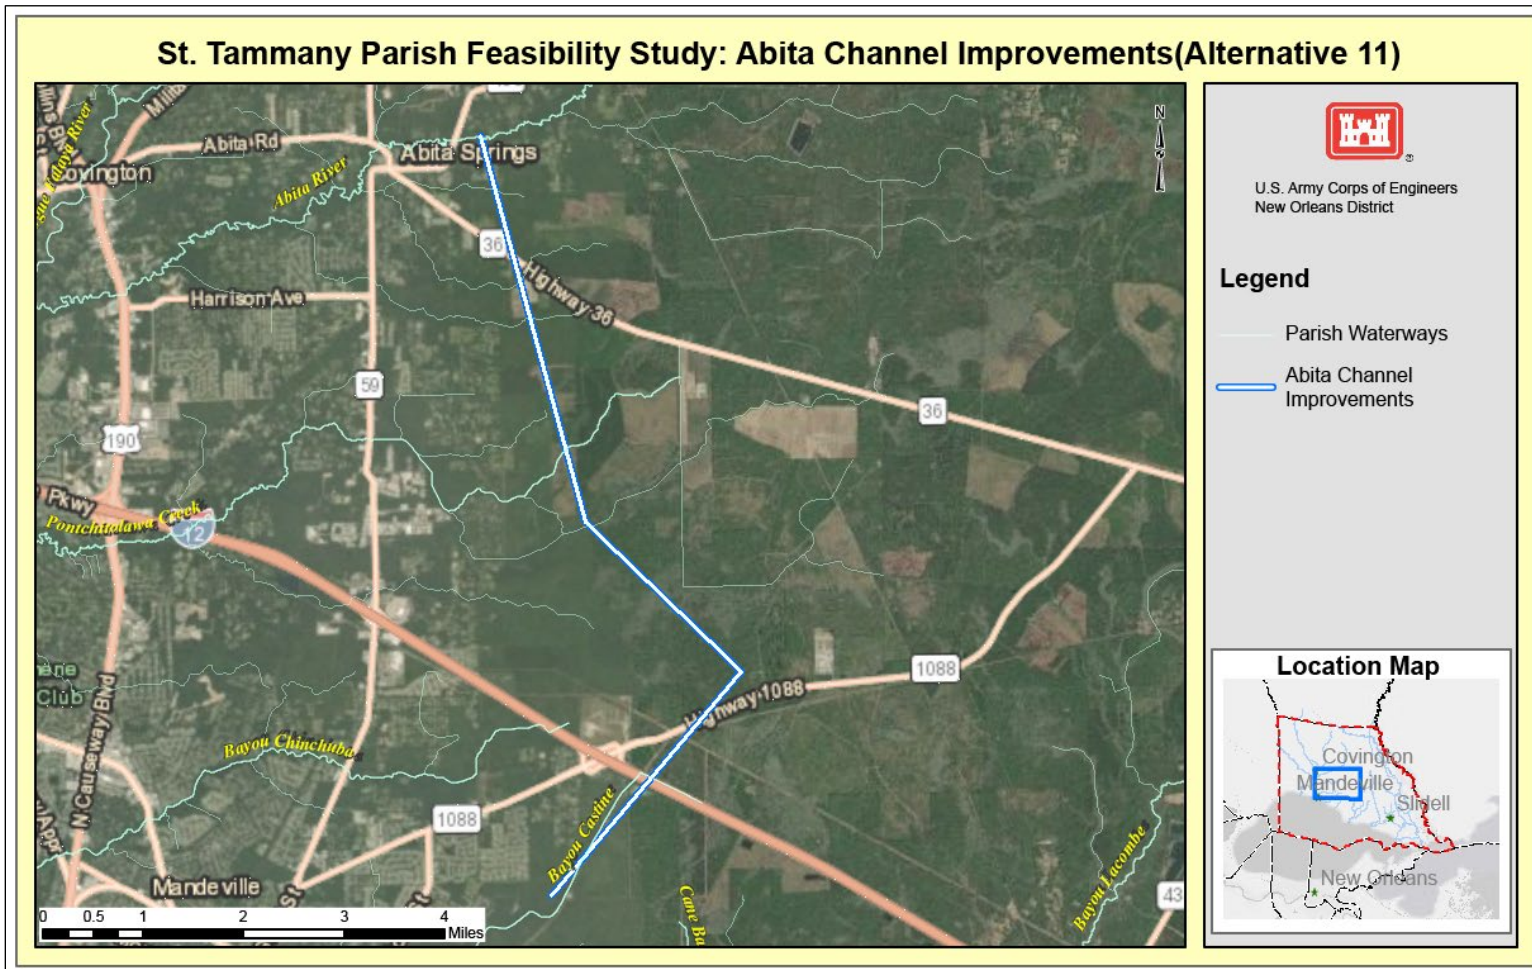 St. Tammany Parish Feasibility Study: Abita Channel Improvements(Alternative 11)
N
Abita Rd
Abita Springs
Covington
Abita River
36
Highway 36
Harrison Ave
59
36
190
Pkwy
Pontchitolawa Creek
12
1088
Highway 1088
Club
N Causeway Blvd
Bayou Chinchuba
1088
Bayou Castine
Bayou Lacombe
Mandeville
St
St
Cane Ba
43
0 0.5 1 2 3 4
Miles
U.S. Army Corps of Engineers
New Orleans District
Legend
Parish Waterways
Abita Channel
Improvements
Location Map
Covington
Mandeville
Slidell
New Orleans